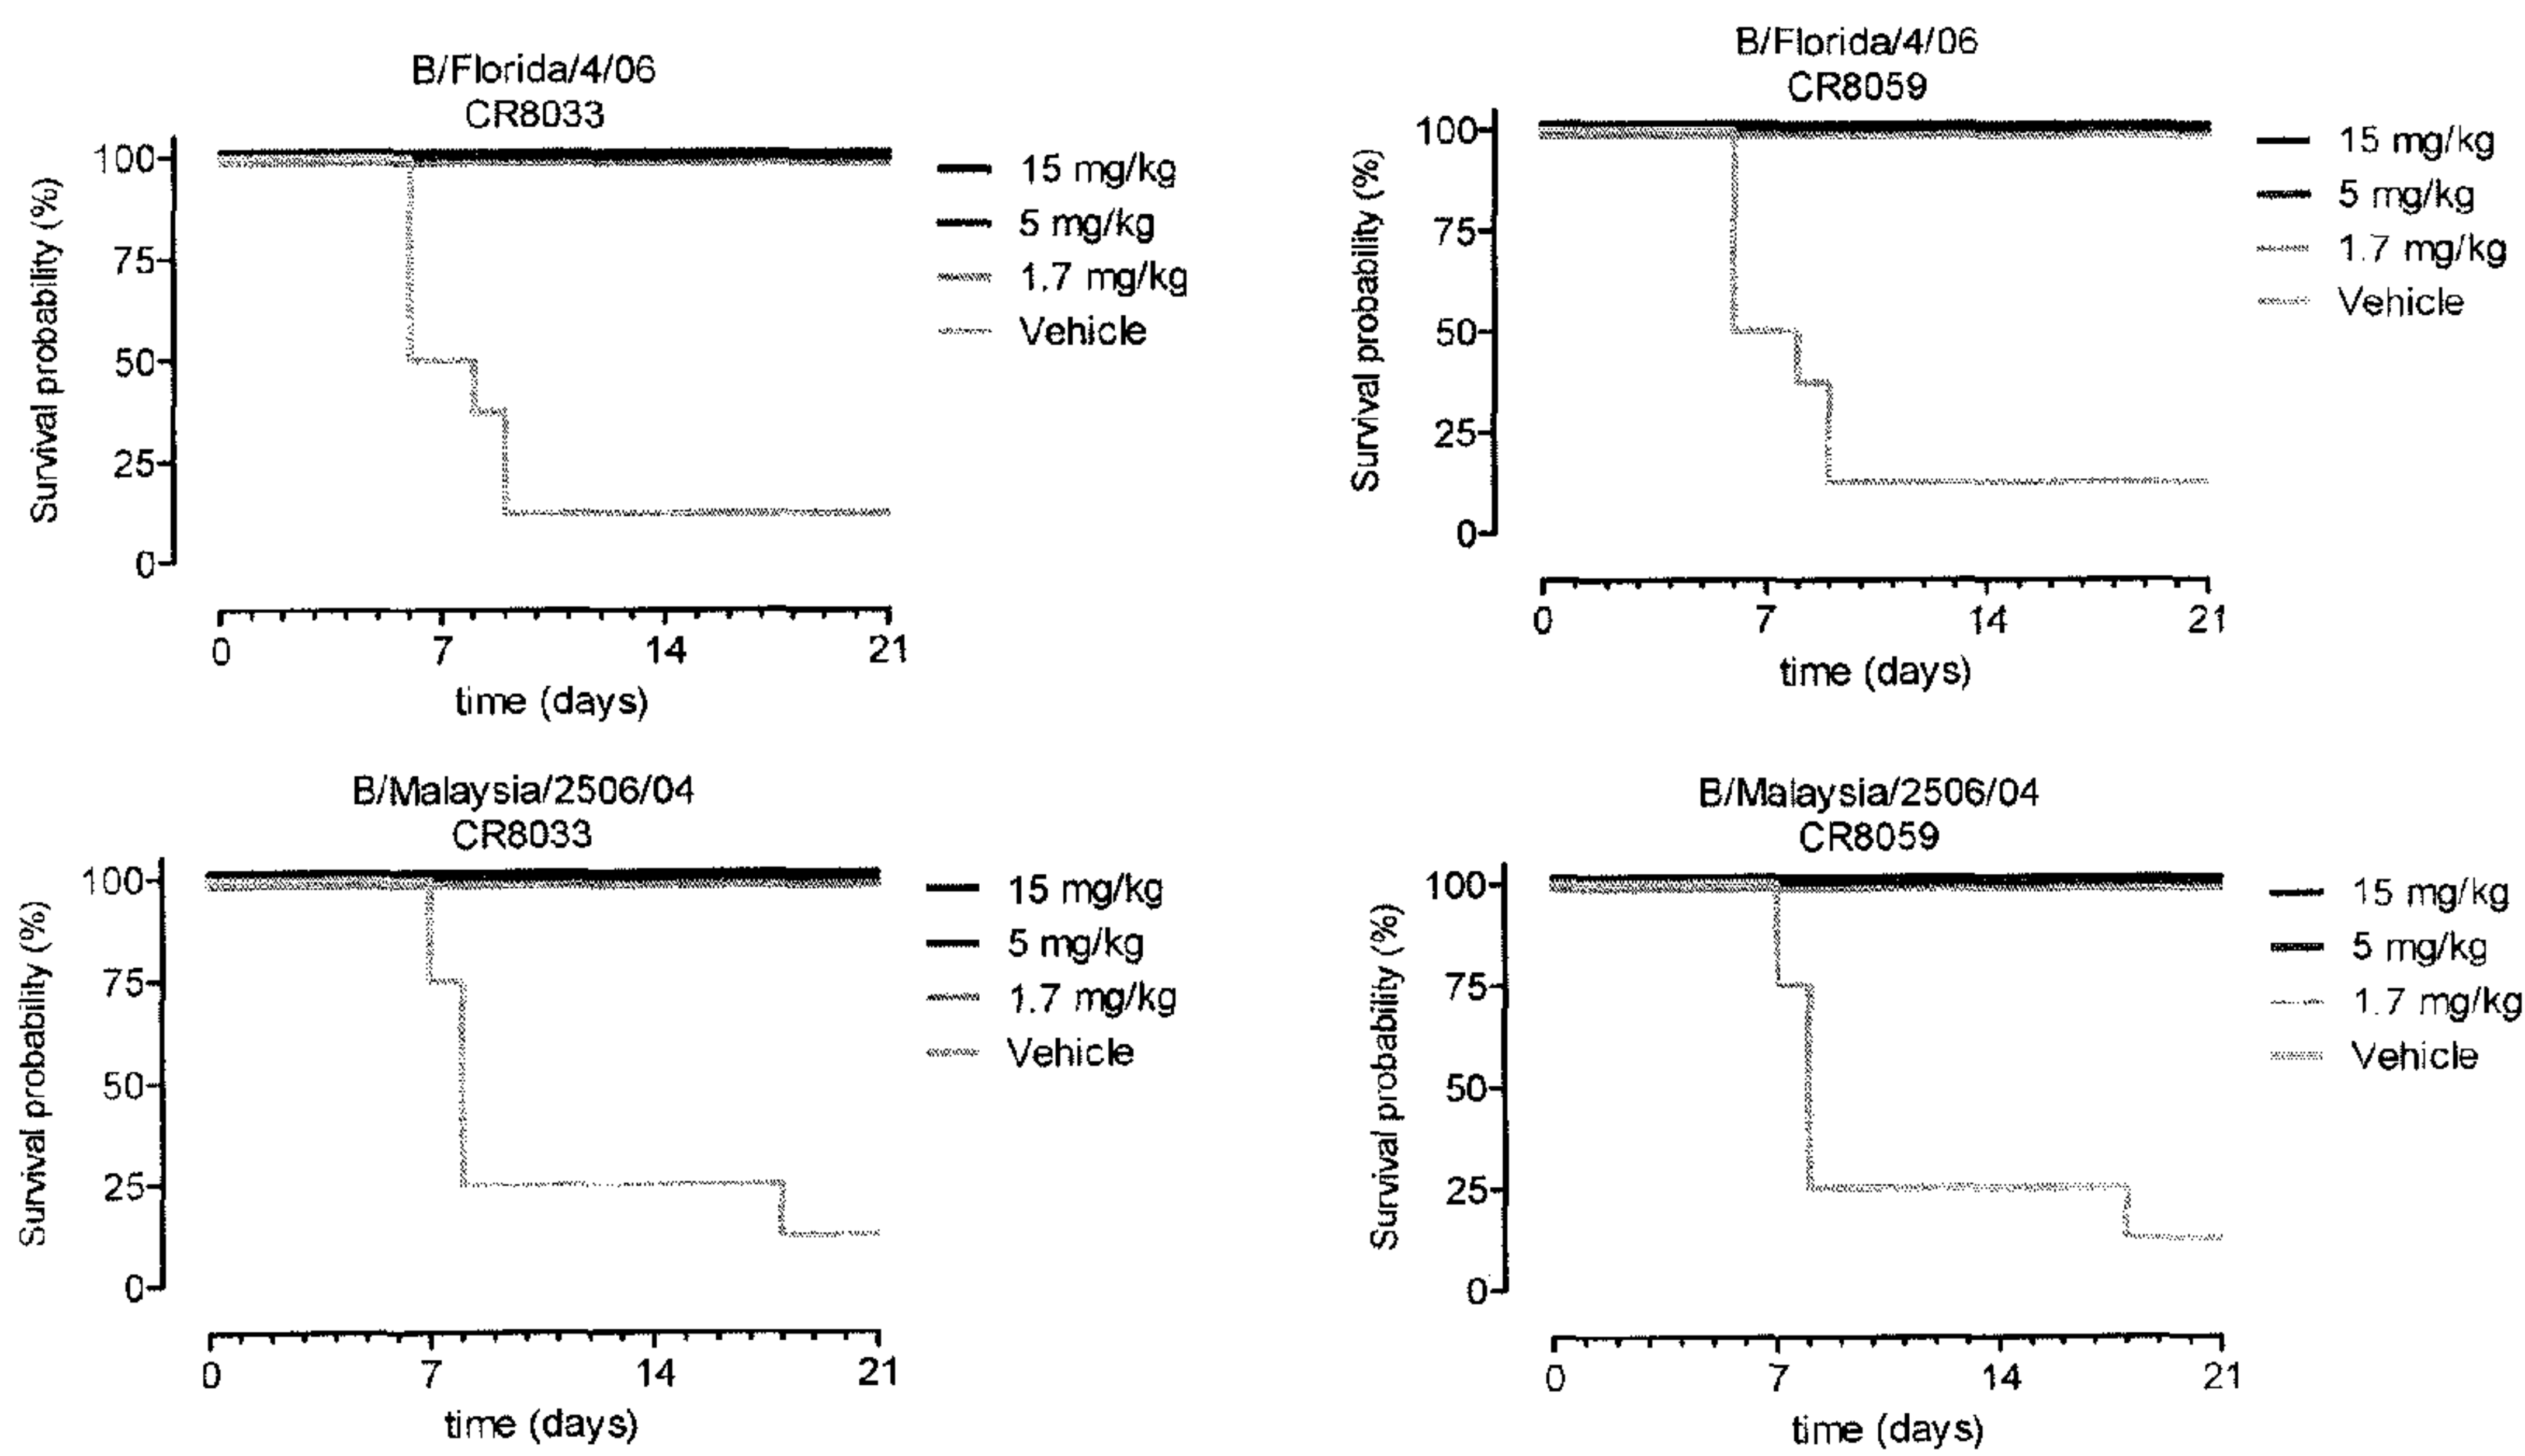 B/Florida/4/06
CR8033
Survival probability (%)
100
75
50
25
0
0 7 14 21
time (days)
15 mg/kg
5 mg/kg
1.7 mg/kg
Vehicle
B/Florida/4/06
CR8059
Survival probability (%)
100
75
50
25
0
0 7 14 21
time (days)
15 mg/kg
5 mg/kg
1.7 mg/kg
Vehicle
B/Malaysia/2506/04
CR8033
Survival probability (%)
100
75
50
25
0
0 7 14 21
time (days)
15 mg/kg
5 mg/kg
1.7 mg/kg
Vehicle
B/Malaysia/2506/04
CR8059
Survival probability (%)
100
75
50
25
0
0 7 14 21
time (days)
15 mg/kg
5 mg/kg
1.7 mg/kg
Vehicle